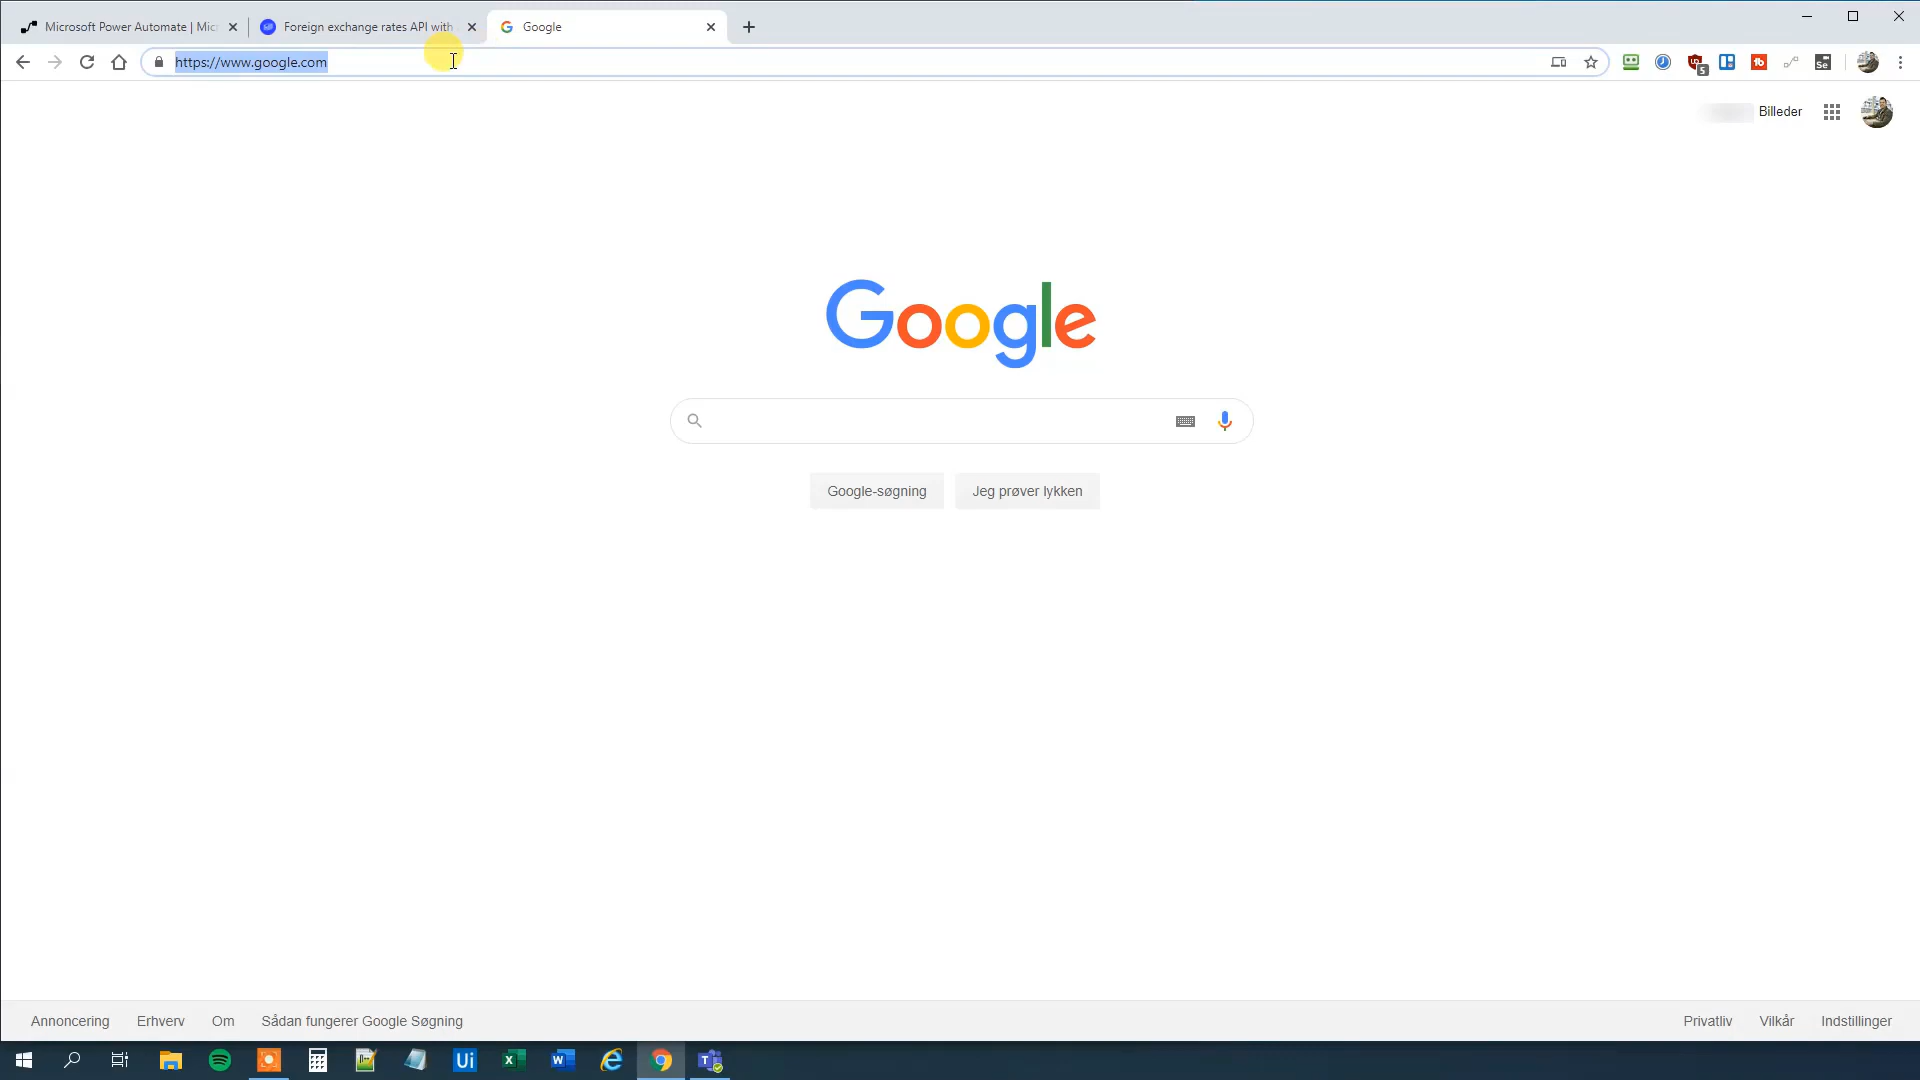 Microsoft Power Automate | Mic
Foreign exchange rates API with
Google
https://www.google.com
5
Billeder
Google
Google-søgning
Jeg prøver lykken
Annoncering
Erhverv
Om
Sådan fungerer Google Søgning
Privatliv
Vilkår
Indstillinger